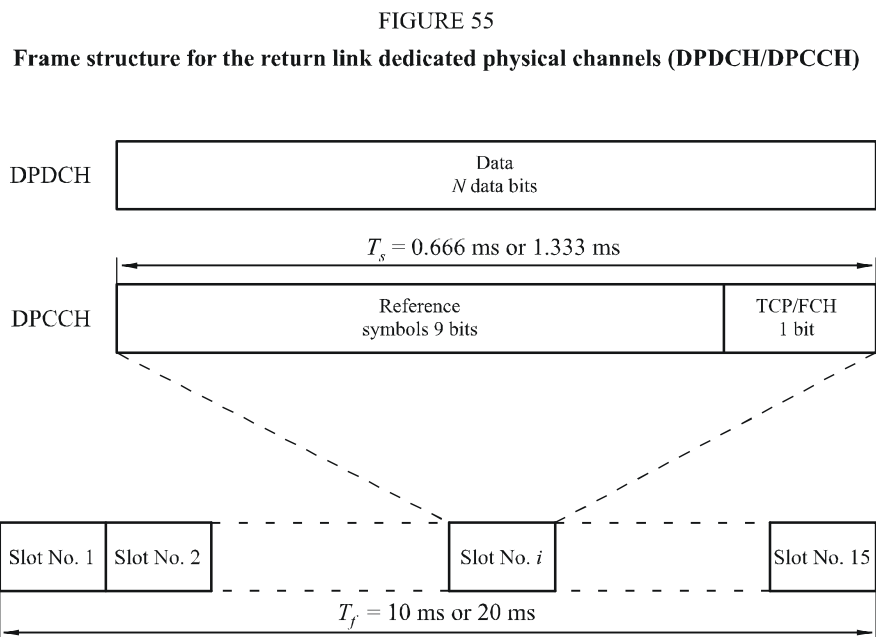 FIGURE 55
Frame structure for the return link dedicated physical channels (DPDCH/DPCCH)
DPDCH
Data
N data bits
T_s = 0.666 ms or 1.333 ms
DPCCH
Reference
symbols 9 bits
TCP/FCH
1 bit
Slot No. 1
Slot No. 2
Slot No. i
Slot No. 15
T_f = 10 ms or 20 ms